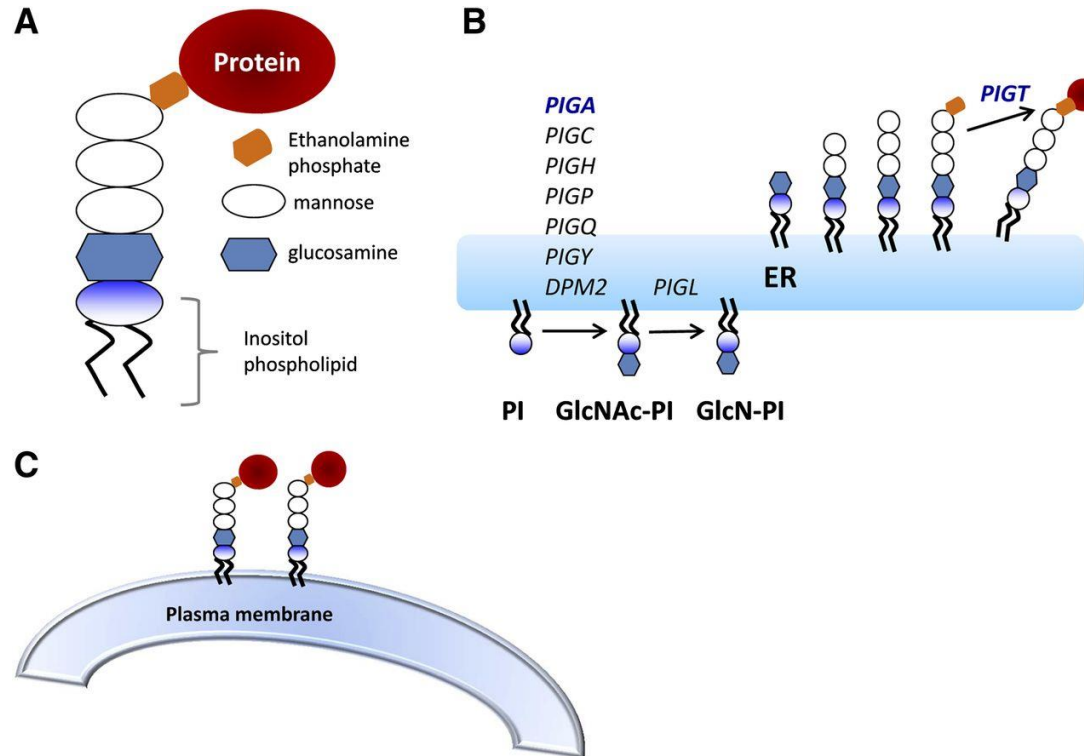 A
Protein
Ethanolamine
phosphate
mannose
glucosamine
Inositol
phospholipid
B
PIGA
PIGC
PIGH
PIGP
PIGQ
PIGY
DPM2
PIGL
PIGT
ER
PI
GlcNAc-PI
GlcN-PI
C
Plasma membrane